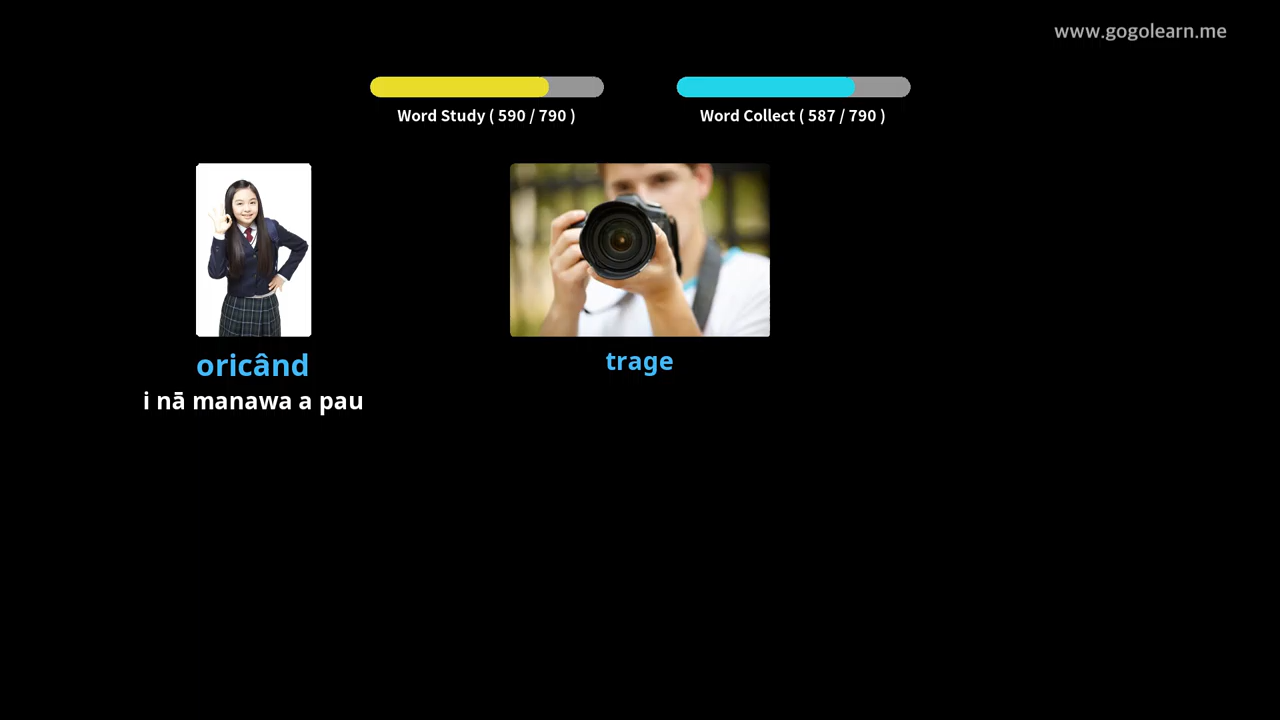 www.gogolearn.me
Word Study ( 590 / 790 )
Word Collect ( 587 / 790 )
oricând
i nā manawa a pau
trage